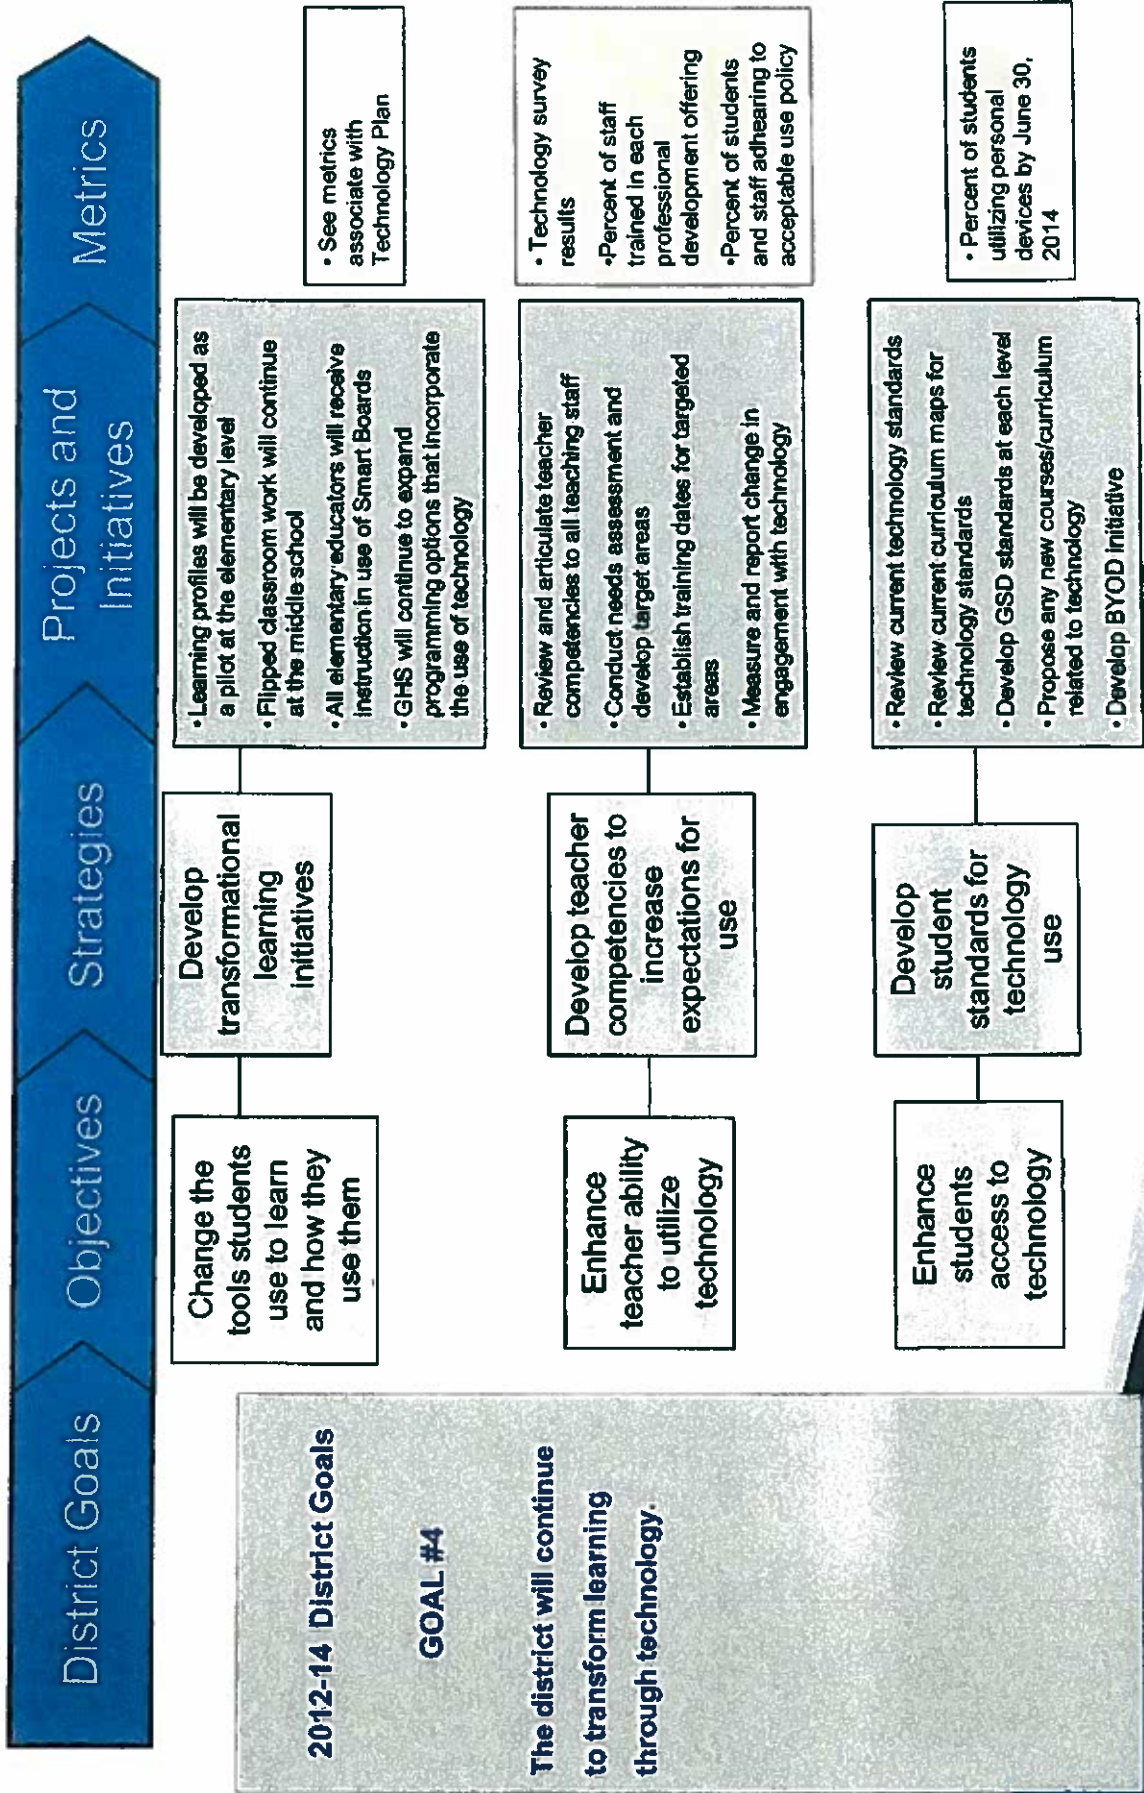 District Goals
Objectives
Strategies
Projects and
Initiatives
Metrics
2012-14 District Goals
GOAL #4
The district will continue
to transform learning
through technology.
Change the
tools students
use to learn
and how they
use them
Develop
transformational
learning
initiatives
• Learning profiles will be developed as
a pilot at the elementary level
• Flipped classroom work will continue
at the middle school
• All elementary educators will receive
instruction in use of Smart Boards
• GHS will continue to expand
programming options that incorporate
the use of technology
• See metrics
associate with
Technology Plan
Enhance
teacher ability
to utilize
technology
Develop teacher
competencies to
increase
expectations for
use
• Review and articulate teacher
competencies to all teaching staff
• Conduct needs assessment and
develop target areas
• Establish training dates for targeted
areas
• Measure and report change in
engagement with technology
• Technology survey
results
•Percent of staff
trained in each
professional
development offering
•Percent of students
and staff adhearing to
acceptable use policy
Enhance
students
access to
technology
Develop
student
standards for
technology
use
• Review current technology standards
• Review current curriculum maps for
technology standards
• Develop GSD standards at each level
• Propose any new courses/curriculum
related to technology
• Develop BYOD initiative
• Percent of students
utilizing personal
devices by June 30,
2014